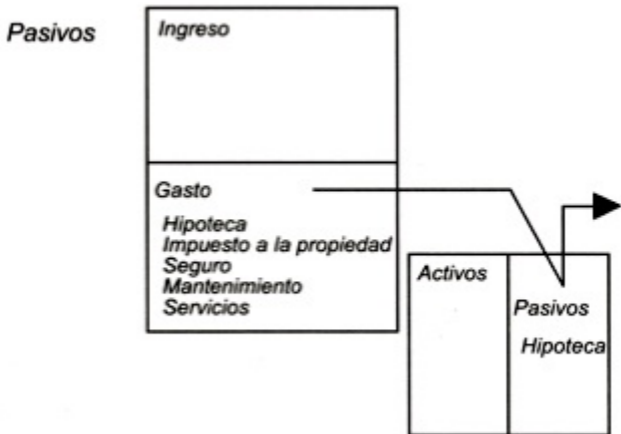 Pasivos
Ingreso
Gasto
Hipoteca
Impuesto a la propiedad
Seguro
Mantenimiento
Servicios
Activos
Pasivos
Hipoteca